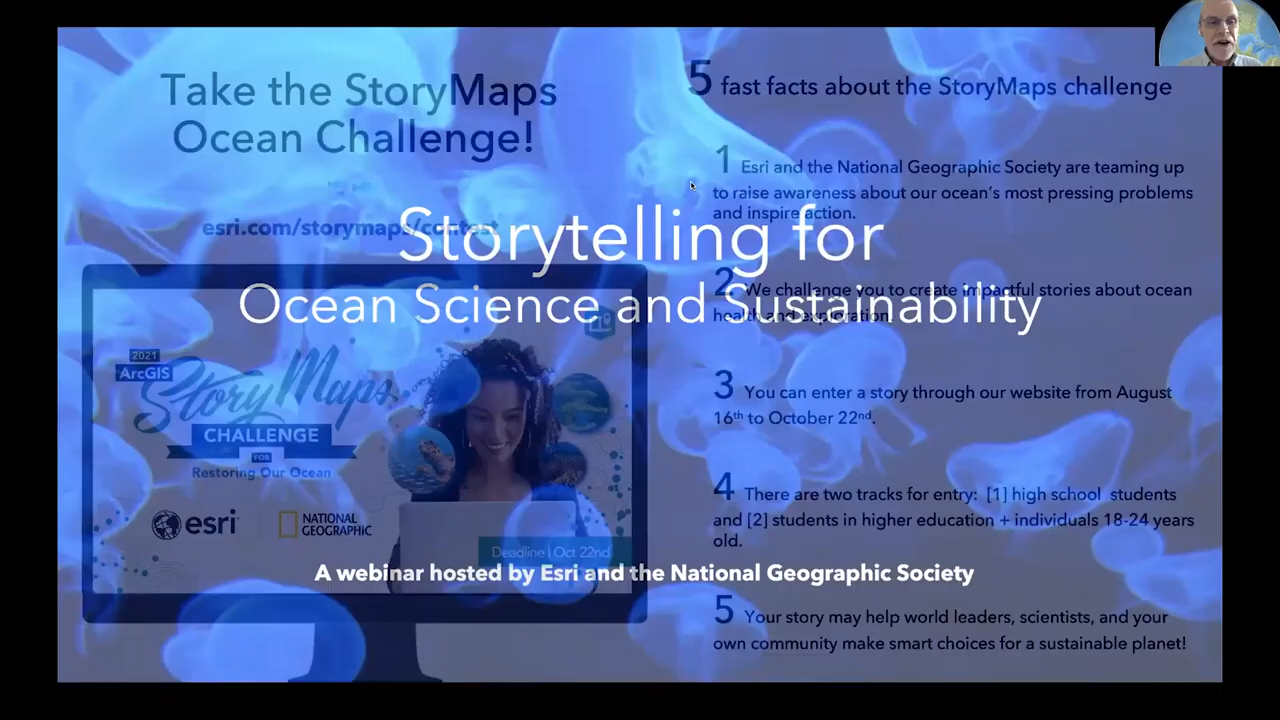 Take the StoryMaps
Ocean Challenge!
esri.com/storymaps/contest
2021
ArcGIS
StoryMaps
CHALLENGE
FOR
Restoring Our Ocean
esri
NATIONAL
GEOGRAPHIC
Deadline | Oct 22nd
Storytelling for
Ocean Science and Sustainability
A webinar hosted by Esri and the National Geographic Society
5 fast facts about the StoryMaps challenge
1 Esri and the National Geographic Society are teaming up
to raise awareness about our ocean's most pressing problems
and inspire action.
2 We challenge you to create impactful stories about ocean
health and exploration.
3 You can enter a story through our website from August
16th to October 22nd.
4 There are two tracks for entry: [1] high school students
and [2] students in higher education + individuals 18-24 years
old.
5 Your story may help world leaders, scientists, and your
own community make smart choices for a sustainable planet!